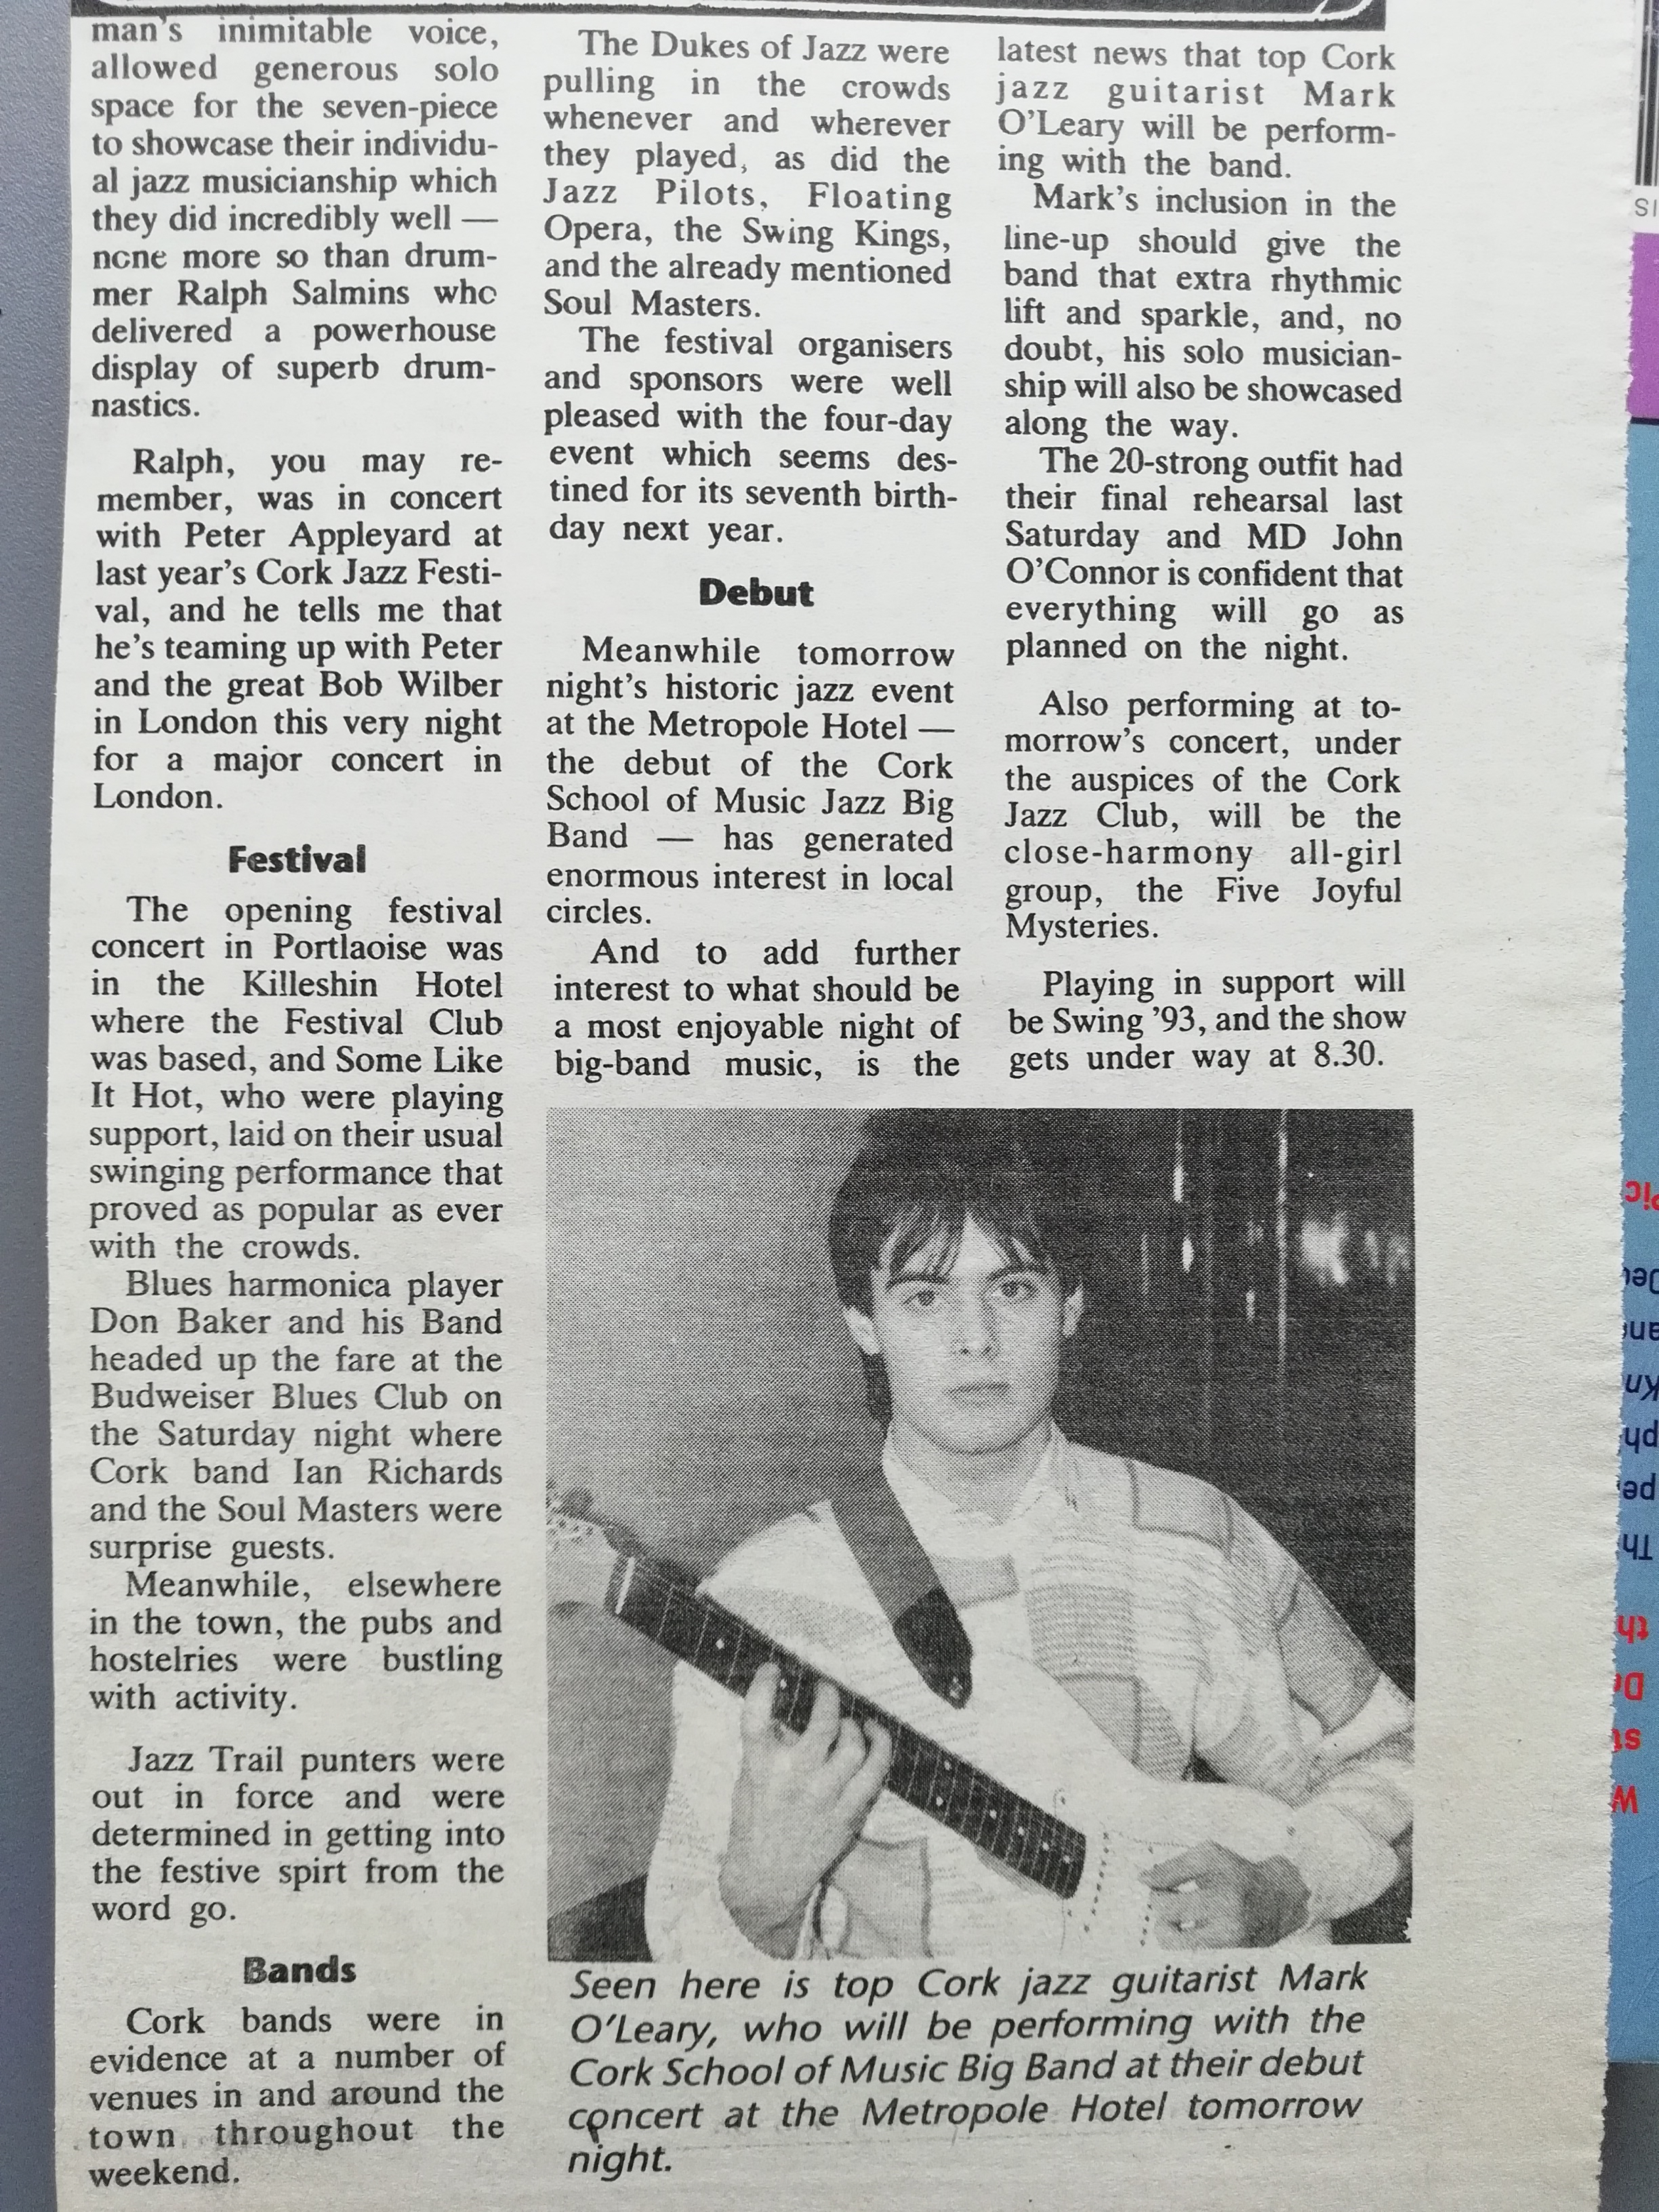 man's inimitable voice,
allowed generous solo
space for the seven-piece
to showcase their individu-
al jazz musicianship which
they did incredibly well —
none more so than drum-
mer Ralph Salmins who
delivered a powerhouse
display of superb drum-
nastics.
Ralph, you may re-
member, was in concert
with Peter Appleyard at
last year's Cork Jazz Festi-
val, and he tells me that
he's teaming up with Peter
and the great Bob Wilber
in London this very night
for a major concert in
London.
Festival
The opening festival
concert in Portlaoise was
in the Killeshin Hotel
where the Festival Club
was based, and Some Like
It Hot, who were playing
support, laid on their usual
swinging performance that
proved as popular as ever
with the crowds.
Blues harmonica player
Don Baker and his Band
headed up the fare at the
Budweiser Blues Club on
the Saturday night where
Cork band Ian Richards
and the Soul Masters were
surprise guests.
Meanwhile, elsewhere
in the town, the pubs and
hostelries were bustling
with activity.
Jazz Trail punters were
out in force and were
determined in getting into
the festive spirt from the
word go.
Bands
Cork bands were in
evidence at a number of
venues in and around the
town throughout the
weekend.
The Dukes of Jazz were
pulling in the crowds
whenever and wherever
they played, as did the
Jazz Pilots, Floating
Opera, the Swing Kings,
and the already mentioned
Soul Masters.
The festival organisers
and sponsors were well
pleased with the four-day
event which seems des-
tined for its seventh birth-
day next year.
Debut
Meanwhile tomorrow
night's historic jazz event
at the Metropole Hotel —
the debut of the Cork
School of Music Jazz Big
Band — has generated
enormous interest in local
circles.
And to add further
interest to what should be
a most enjoyable night of
big-band music, is the
latest news that top Cork
jazz guitarist Mark
O'Leary will be perform-
ing with the band.
Mark's inclusion in the
line-up should give the
band that extra rhythmic
lift and sparkle, and, no
doubt, his solo musician-
ship will also be showcased
along the way.
The 20-strong outfit had
their final rehearsal last
Saturday and MD John
O'Connor is confident that
everything will go as
planned on the night.
Also performing at to-
morrow's concert, under
the auspices of the Cork
Jazz Club, will be the
close-harmony all-girl
group, the Five Joyful
Mysteries.
Playing in support will
be Swing '93, and the show
gets under way at 8.30.
Seen here is top Cork jazz guitarist Mark
O'Leary, who will be performing with the
Cork School of Music Big Band at their debut
concert at the Metropole Hotel tomorrow
night.